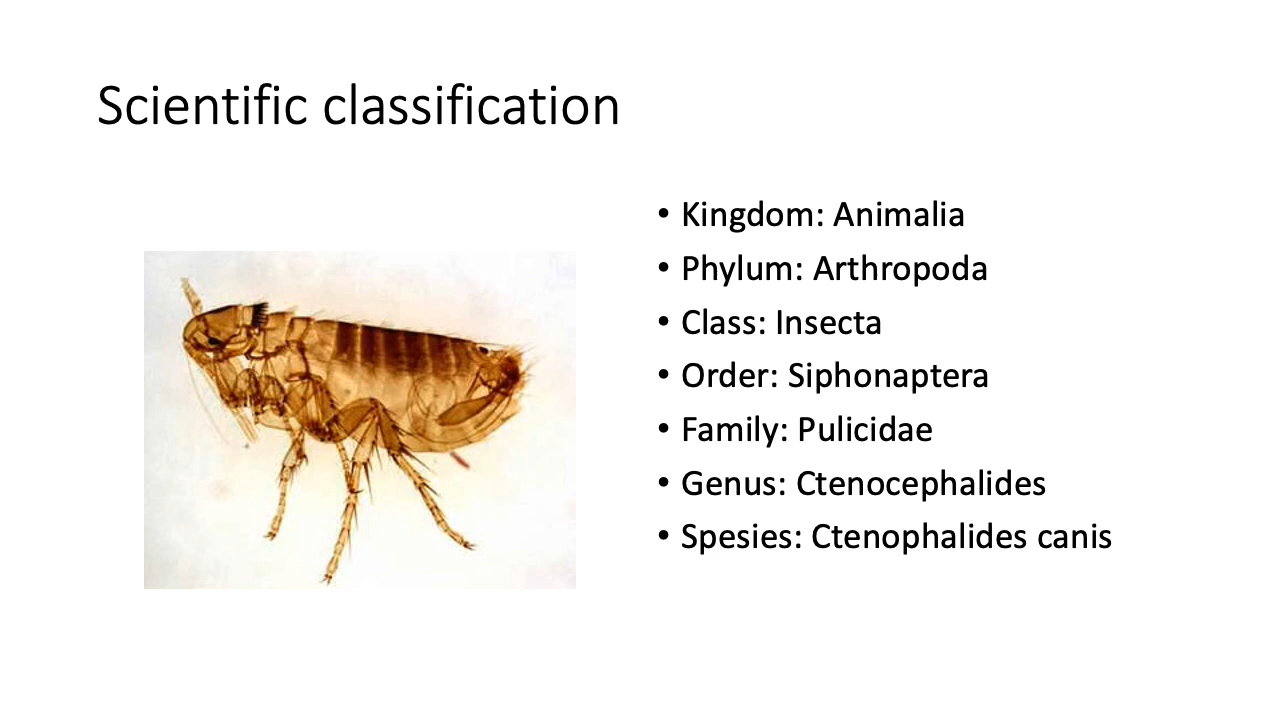 Scientific classification
• Kingdom: Animalia
• Phylum: Arthropoda
• Class: Insecta
• Order: Siphonaptera
• Family: Pulicidae
• Genus: Ctenocephalides
• Spesies: Ctenophalides canis